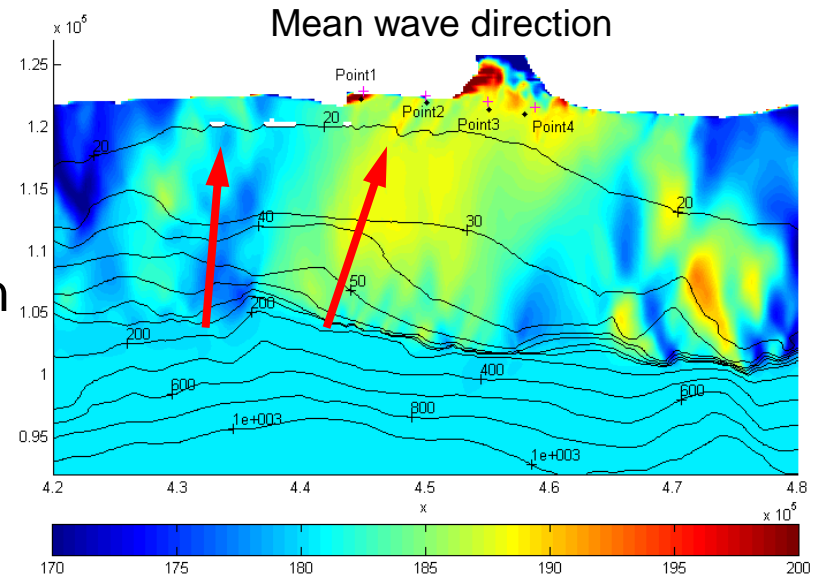 Mean wave direction
x 10^5
1.25
Point1
Point2
Point3
Point4
1.2
20
20
1.15
20
40
30
1.1
n
50
1.05
200
200
1
400
600
600
800
0.95
1e+003
1e+003
4.2 4.3 4.4 4.5 4.6 4.7 4.8
x
x 10^5
170 175 180 185 190 195 200